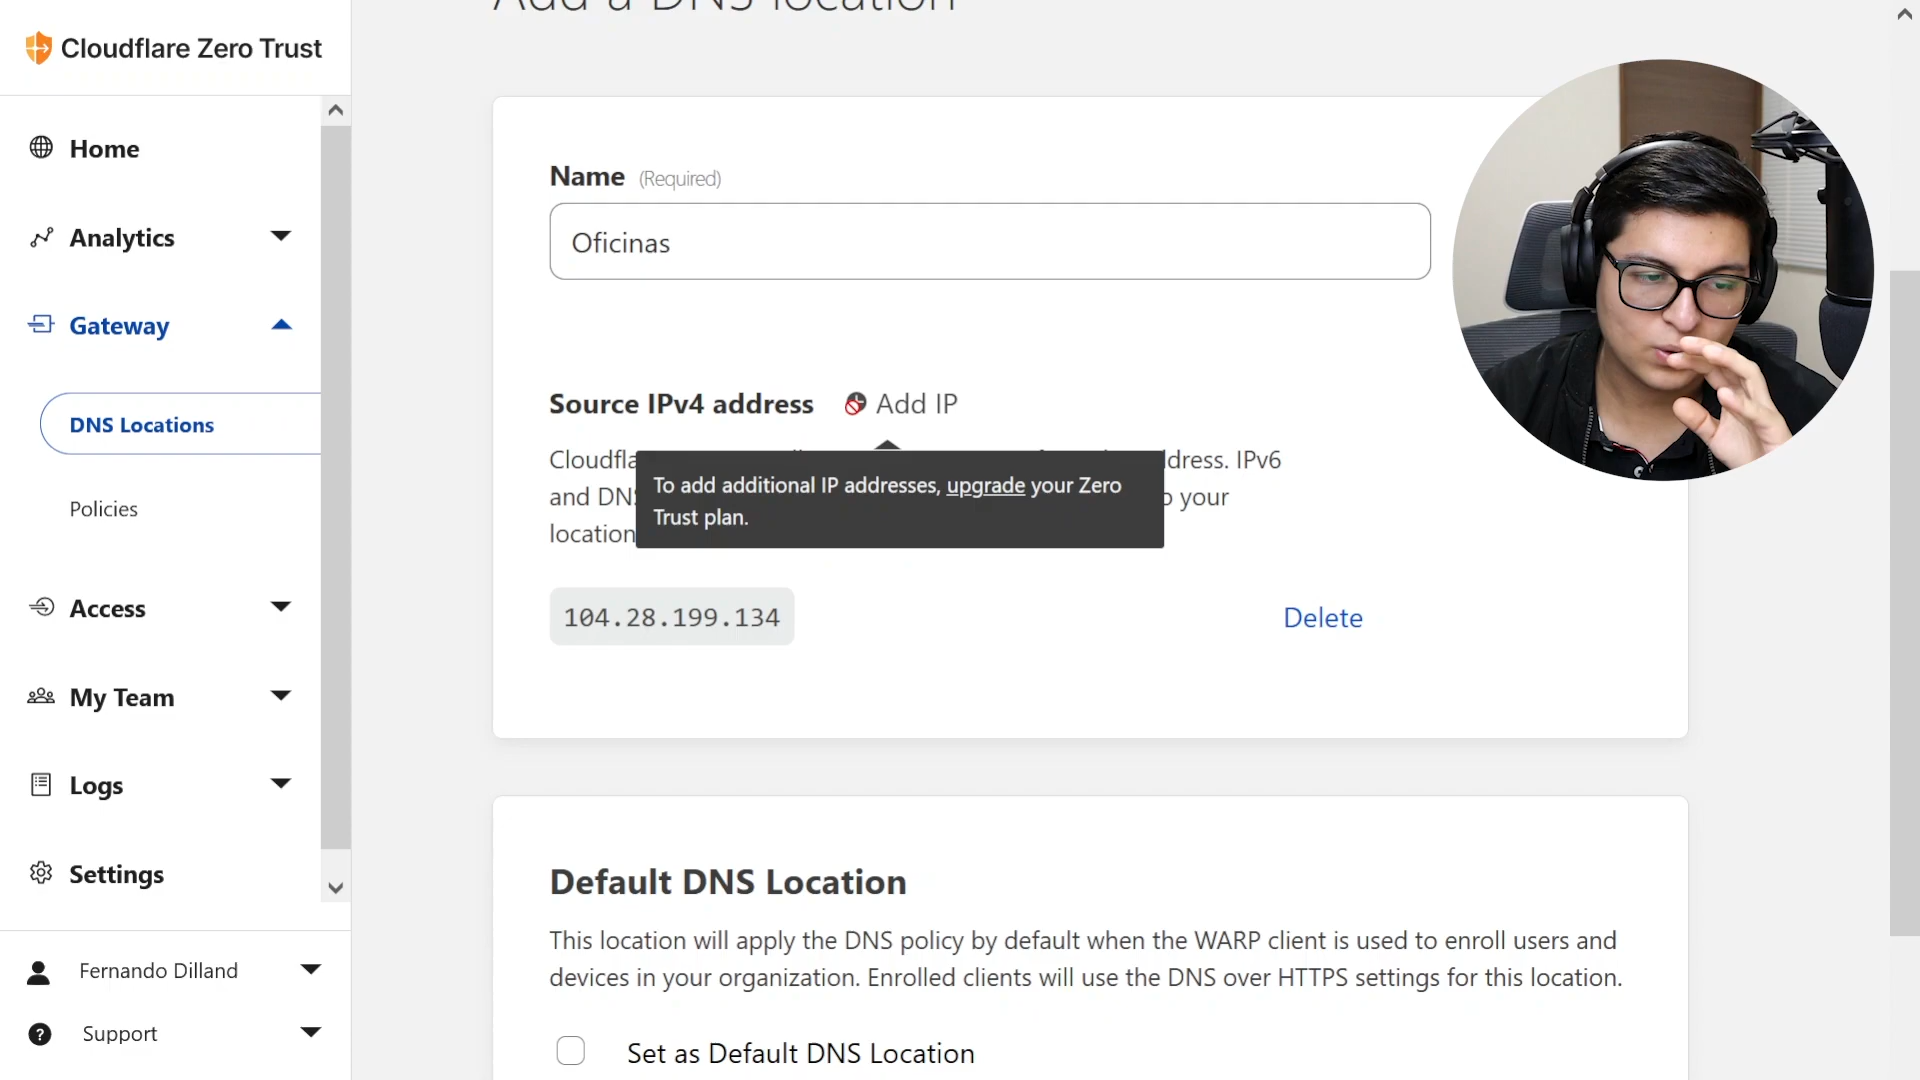 Add a DNS location
Cloudflare Zero Trust
Home
Analytics
Gateway
DNS Locations
Policies
Access
My Team
Logs
Settings
Fernando Dilland
Support
Name (Required)
Oficinas
Source IPv4 address Add IP
dress. IPv6
and o your
location
To add additional IP addresses, upgrade your Zero
Trust plan.
104.28.199.134 Delete
Default DNS Location
This location will apply the DNS policy by default when the WARP client is used to enroll users and
devices in your organization. Enrolled clients will use the DNS over HTTPS settings for this location.
Set as Default DNS Location